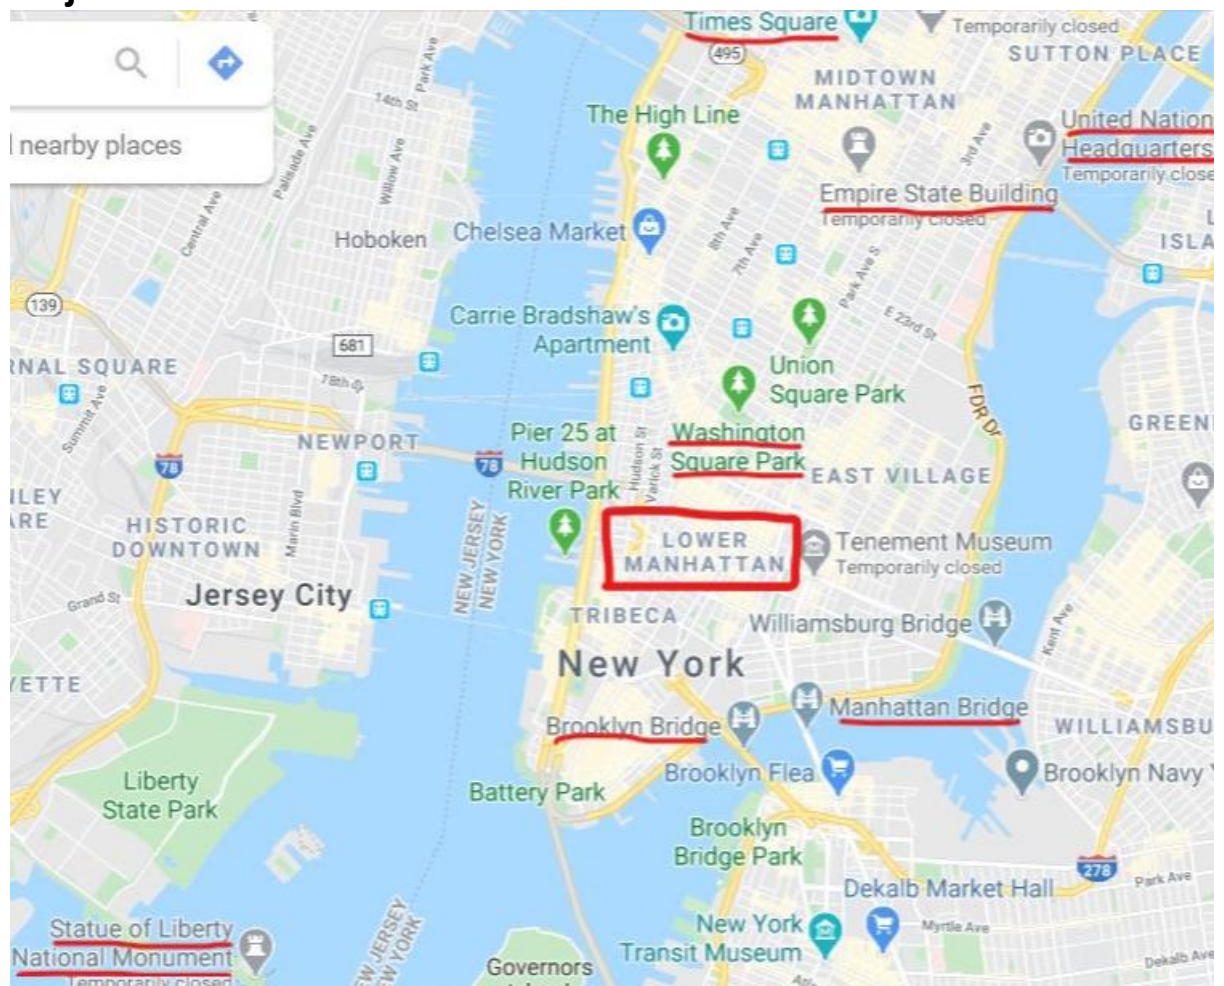 Times Square
Temporarily closed
495
SUTTON PLACE
MIDTOWN
MANHATTAN
Park Ave
14th St
The High Line
United Nation
Headquarters
Temporarily close
nearby places
3rd Ave
Palisade Ave
Willow Ave
Empire State Building
Temporarily closed
Central Ave
Hoboken
Chelsea Market
8th Ave
7th Ave
Park Ave S
ISLA
139
Carrie Bradshaw's
Apartment
E 23rd St
681
RNAL SQUARE
18th St
Union
Square Park
Summit Ave
FDR Dr
NEWPORT
Pier 25 at
Hudson
River Park
Hudson St
Varick St
Washington
Square Park
GREEN
78
78
EAST VILLAGE
LEY
RE
HISTORIC
DOWNTOWN
Marin Blvd
NEW JERSEY
NEW YORK
LOWER
MANHATTAN
Tenement Museum
Temporarily closed
Jersey City
Grand St
TRIBECA
Williamsburg Bridge
Kent Ave
New York
YETTE
Manhattan Bridge
Brooklyn Bridge
WILLIAMSBU
Liberty
State Park
Battery Park
Brooklyn Flea
Brooklyn Navy Y
Brooklyn
Bridge Park
278
Park Ave
Dekalb Market Hall
Statue of Liberty
National Monument
Temporarily closed
NEW JERSEY
NEW YORK
New York
Transit Museum
Myrtle Ave
Governors
Dekalb Ave